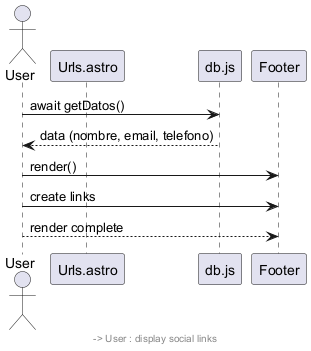 User
Urls.astro
db.js
Footer
await getDatos()
data (nombre, email, telefono)
render()
create links
render complete
User
Urls.astro
db.js
Footer
-> User : display social links